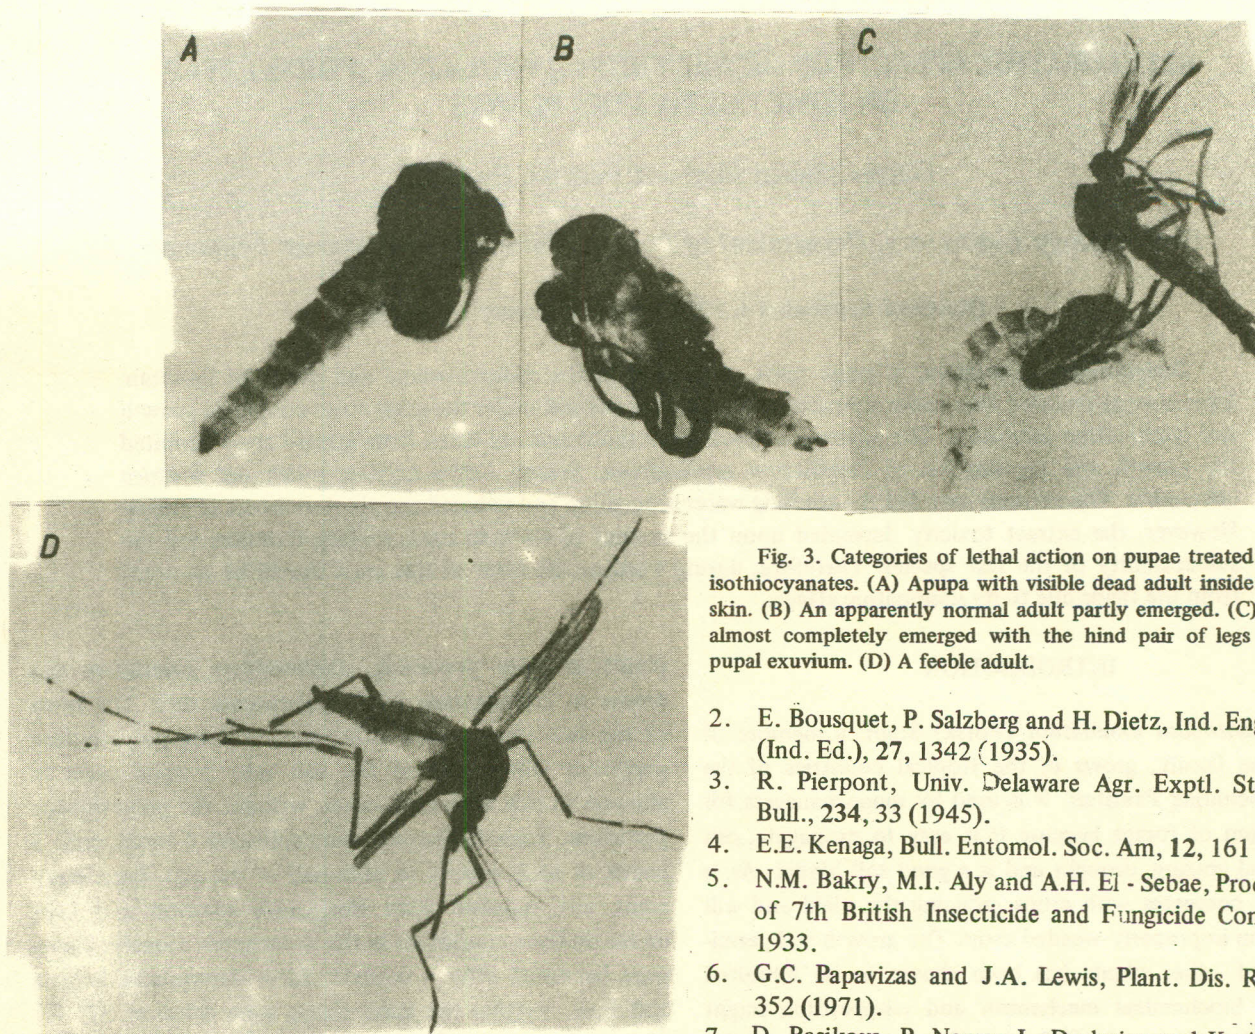 A
B
C
D
Fig. 3. Categories of lethal action on pupae treated
isothiocyanates. (A) Apupa with visible dead adult inside
skin. (B) An apparently normal adult partly emerged. (C)
almost completely emerged with the hind pair of legs
pupal exuvium. (D) A feeble adult.
2. E. Bousquet, P. Salzberg and H. Dietz, Ind. Eng
(Ind. Ed.), 27, 1342 (1935).
3. R. Pierpont, Univ. Delaware Agr. Exptl. St
Bull., 234, 33 (1945).
4. E.E. Kenaga, Bull. Entomol. Soc. Am, 12, 161
5. N.M. Bakry, M.I. Aly and A.H. El - Sebae, Proc
of 7th British Insecticide and Fungicide Con
1933.
6. G.C. Papavizas and J.A. Lewis, Plant. Dis. R
352 (1971).
7. D.